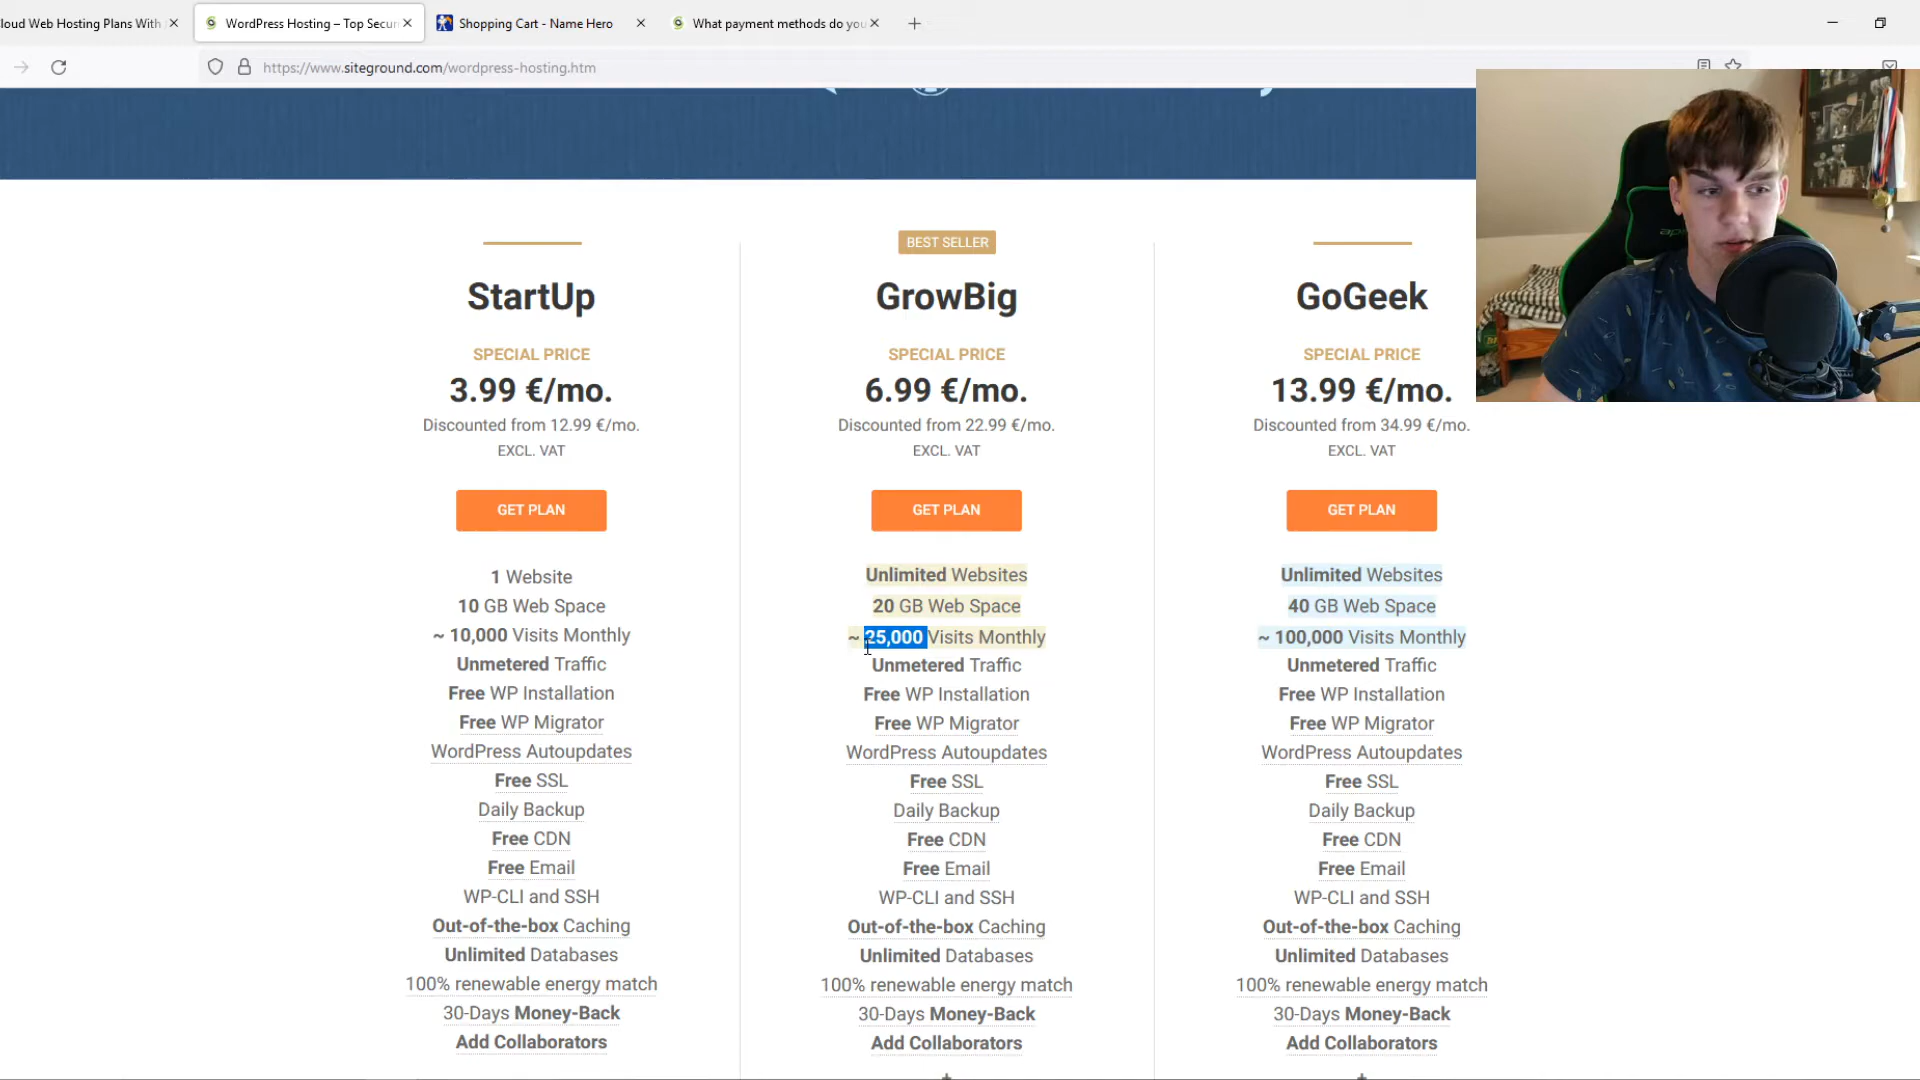 loud Web Hosting Plans With
WordPress Hosting – Top Secur
Shopping Cart - Name Hero
What payment methods do you
https://www.siteground.com/wordpress-hosting.htm
StartUp
SPECIAL PRICE
3.99 €/mo.
Discounted from 12.99 €/mo.
EXCL. VAT
GET PLAN
1 Website
10 GB Web Space
~ 10,000 Visits Monthly
Unmetered Traffic
Free WP Installation
Free WP Migrator
WordPress Autoupdates
Free SSL
Daily Backup
Free CDN
Free Email
WP-CLI and SSH
Out-of-the-box Caching
Unlimited Databases
100% renewable energy match
30-Days Money-Back
Add Collaborators
BEST SELLER
GrowBig
SPECIAL PRICE
6.99 €/mo.
Discounted from 22.99 €/mo.
EXCL. VAT
GET PLAN
Unlimited Websites
20 GB Web Space
~ 25,000 Visits Monthly
Unmetered Traffic
Free WP Installation
Free WP Migrator
WordPress Autoupdates
Free SSL
Daily Backup
Free CDN
Free Email
WP-CLI and SSH
Out-of-the-box Caching
Unlimited Databases
100% renewable energy match
30-Days Money-Back
Add Collaborators
GoGeek
SPECIAL PRICE
13.99 €/mo.
Discounted from 34.99 €/mo.
EXCL. VAT
GET PLAN
Unlimited Websites
40 GB Web Space
~ 100,000 Visits Monthly
Unmetered Traffic
Free WP Installation
Free WP Migrator
WordPress Autoupdates
Free SSL
Daily Backup
Free CDN
Free Email
WP-CLI and SSH
Out-of-the-box Caching
Unlimited Databases
100% renewable energy match
30-Days Money-Back
Add Collaborators